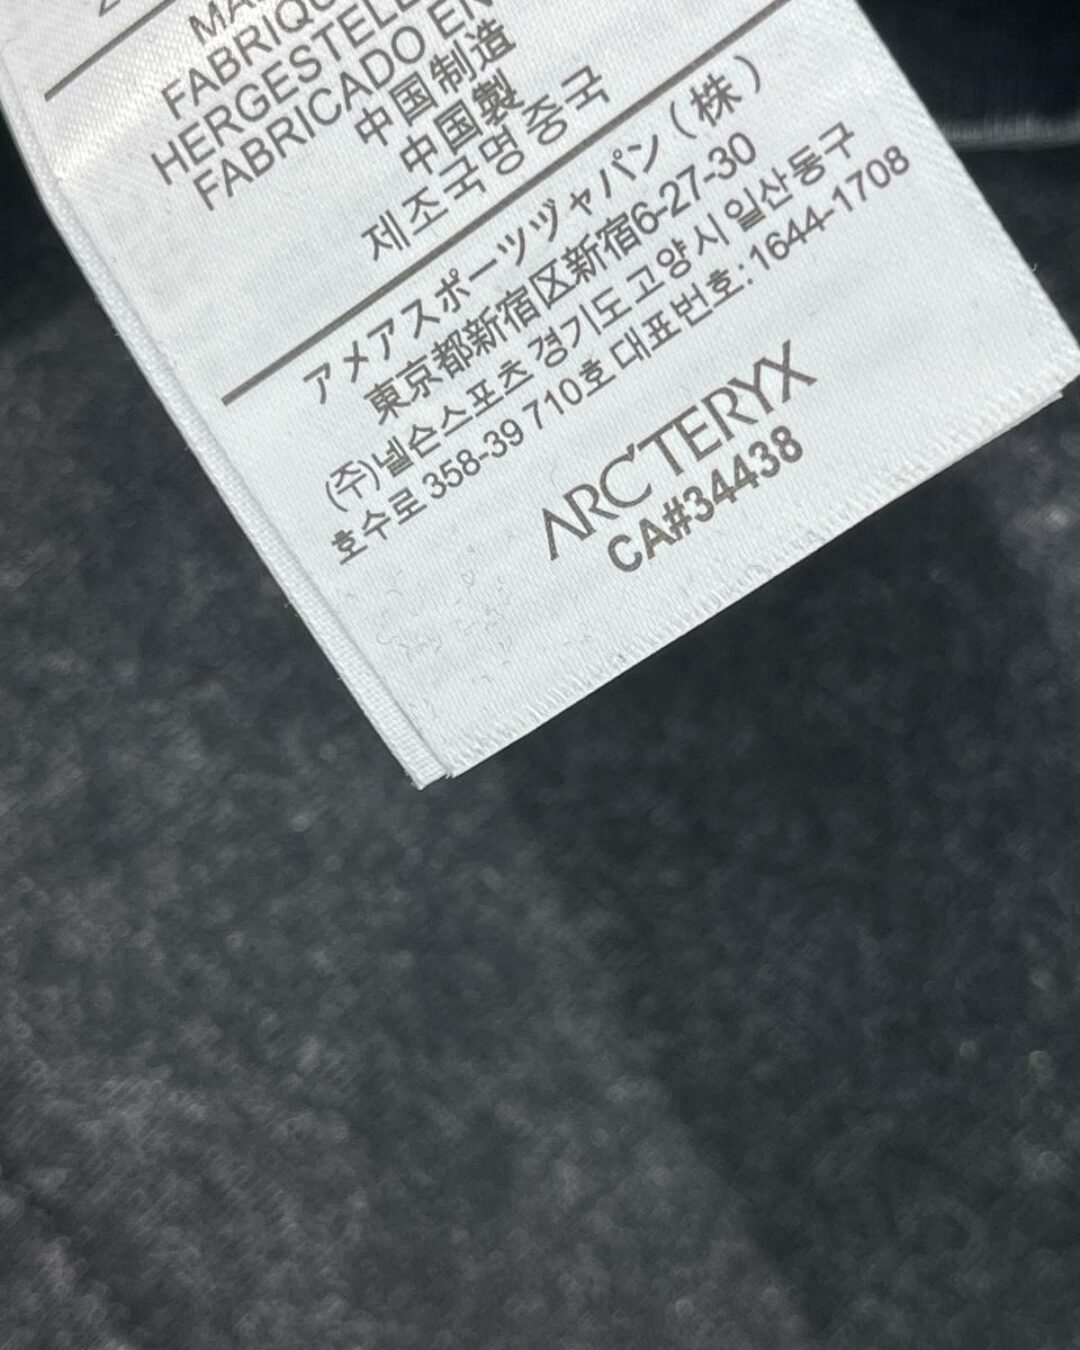 FABRIQU
HERGESTELL
FABRICADO EN
中国制造
中国製
제조국명 중국
アメアスポーツヅャパン(株)
東京都新宿区新宿6-27-30
(주)넬슨스포츠 경기도 고양시 일산동구
호수로 358-39 710호 대표번호:1644-1708
ARC'TERYX
CA#34438